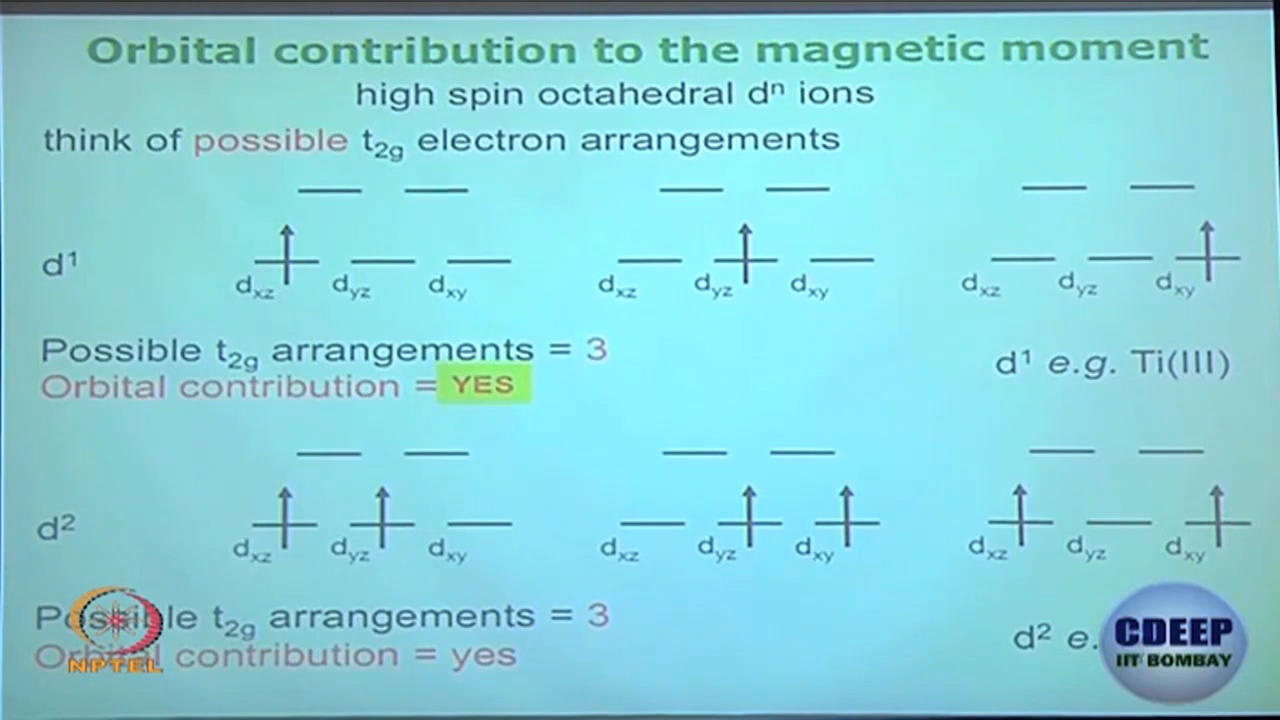 Orbital contribution to the magnetic moment
high spin octahedral dⁿ ions
think of possible t₂g electron arrangements
d¹
dxz dyz dxy dxz dyz dxy dxz dyz dxy
Possible t₂g arrangements = 3
Orbital contribution = YES
d¹ e.g. Ti(III)
d²
dxz dyz dxy dxz dyz dxy dxz dyz dxy
Possible t₂g arrangements = 3
Orbital contribution = yes
d² e.
NPTEL
CDEEP
IIT BOMBAY